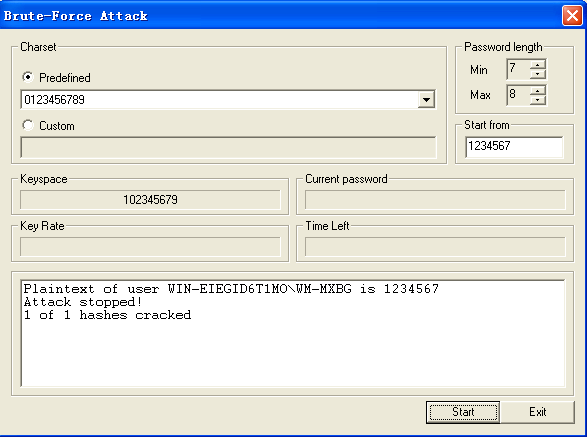 Brute-Force Attack
Charset
Predefined
0123456789
Custom
Password length
Min 7
Max 8
Start from
1234567
Keyspace
102345679
Current password
Key Rate
Time Left
Plaintext of user WIN-EIEGID6T1MO\WM-MXBG is 1234567
Attack stopped!
1 of 1 hashes cracked
Start
Exit